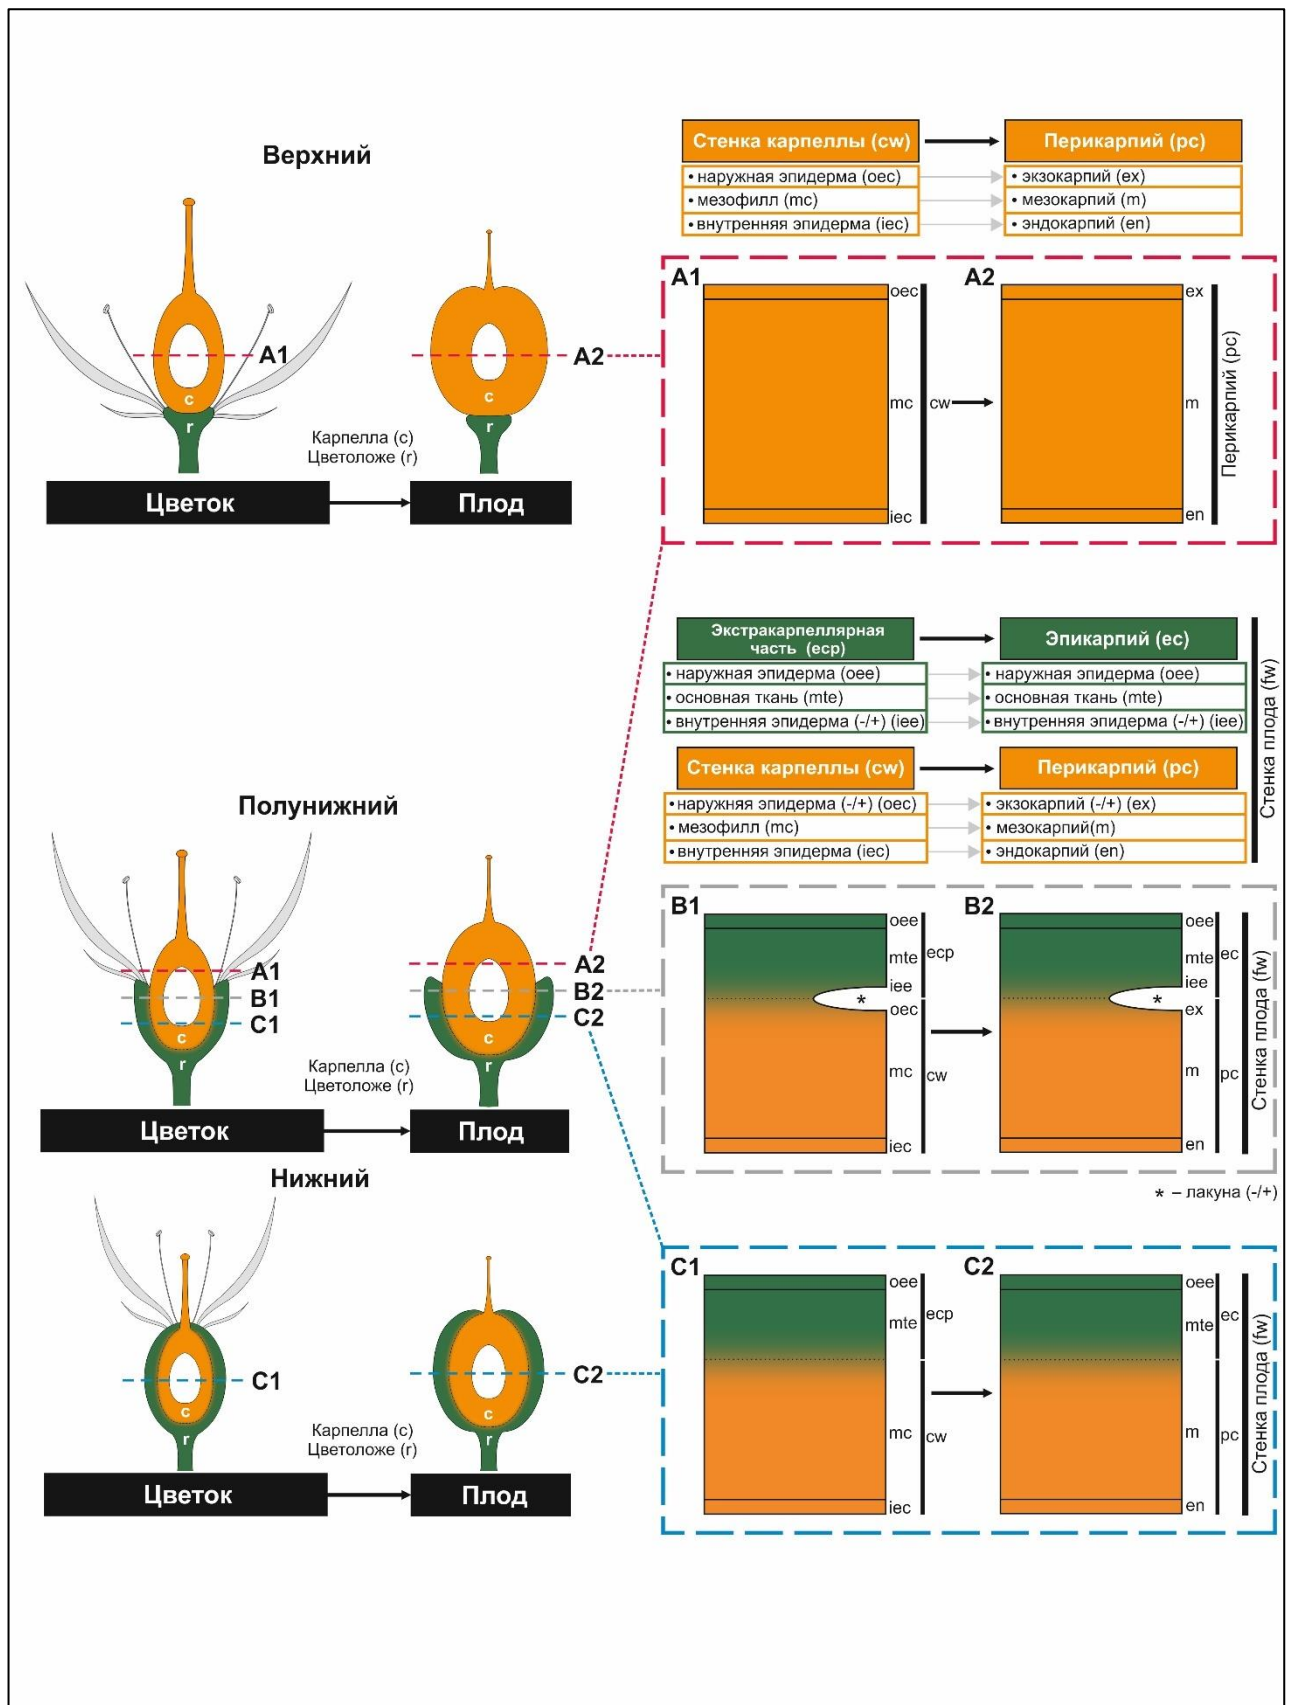 Верхний
A1
A2
c
r
c
r
Карпелла (c)
Цветоложе (r)
Цветок
Плод
Стенка карпеллы (cw)
Перикарпий (pc)
• наружная эпидерма (oec)
• экзокарпий (ex)
• мезофилл (mc)
• мезокарпий (m)
• внутренняя эпидерма (iec)
• эндокарпий (en)
A1
oec
mc
cw
iec
A2
ex
m
en
Перикарпий (pc)
Экстракарпеллярная
часть (ecp)
Эпикарпий (ec)
• наружная эпидерма (oee)
• наружная эпидерма (oee)
• основная ткань (mte)
• основная ткань (mte)
• внутренняя эпидерма (-/+) (iee)
• внутренняя эпидерма (-/+) (iee)
Стенка карпеллы (cw)
Перикарпий (pc)
• наружняя эпидерма (-/+) (oec)
• экзокарпий (-/+) (ex)
• мезофилл (mc)
• мезокарпий(m)
• внутренняя эпидерма (iec)
• эндокарпий (en)
Стенка плода (fw)
Полунижний
A1
B1
C1
A2
B2
C2
c
r
c
r
Карпелла (c)
Цветоложе (r)
Цветок
Плод
B1
oee
mte
ecp
iee
*
oec
mc
cw
iec
B2
oee
mte
ec
iee
*
ex
m
pc
en
Стенка плода (fw)
* – лакуна (-/+)
Нижний
C1
C2
c
r
c
r
Карпелла (c)
Цветоложе (r)
Цветок
Плод
C1
oee
mte
ecp
mc
cw
iec
C2
oee
mte
ec
m
pc
en
Стенка плода (fw)